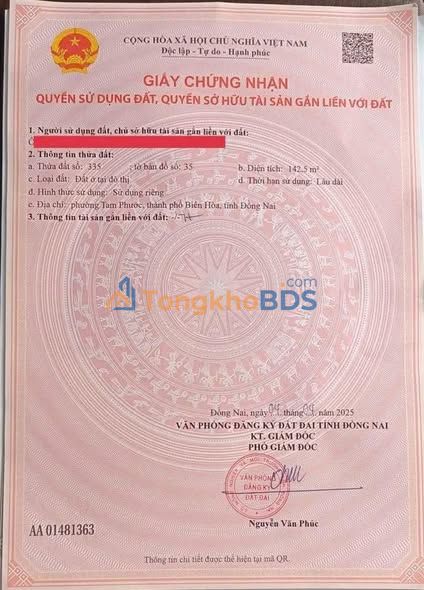 CỘNG HÒA XÃ HỘI CHỦ NGHĨA VIỆT NAM
Độc lập - Tự do - Hạnh phúc
GIẤY CHỨNG NHẬN
QUYỀN SỬ DỤNG ĐẤT, QUYỀN SỞ HỮU TÀI SẢN GẮN LIỀN VỚI ĐẤT
1. Người sử dụng đất, chủ sở hữu tài sản gắn liền với đất:
2. Thông tin thửa đất:
a. Thửa đất số: 335 ; tờ bản đồ số: 35 b. Diện tích: 142.5 m²
c. Loại đất: Đất ở tại đô thị d. Thời hạn sử dụng: Lâu dài
đ. Hình thức sử dụng: Sử dụng riêng
e. Địa chỉ: phường Tam Phước, thành phố Biên Hòa, tỉnh Đồng Nai
3. Thông tin tài sản gắn liền với đất: -/-
TongkhoBDS.com
Đồng Nai, ngày tháng 2025
VĂN PHÒNG ĐĂNG KÝ ĐẤT ĐAI TỈNH ĐỒNG NAI
KT. GIÁM ĐỐC
PHÓ GIÁM ĐỐC
VĂN PHÒNG
ĐĂNG KÝ
ĐẤT ĐAI
Nguyễn Văn Phúc
AA 01481363
Thông tin chi tiết được thể hiện tại mã QR.